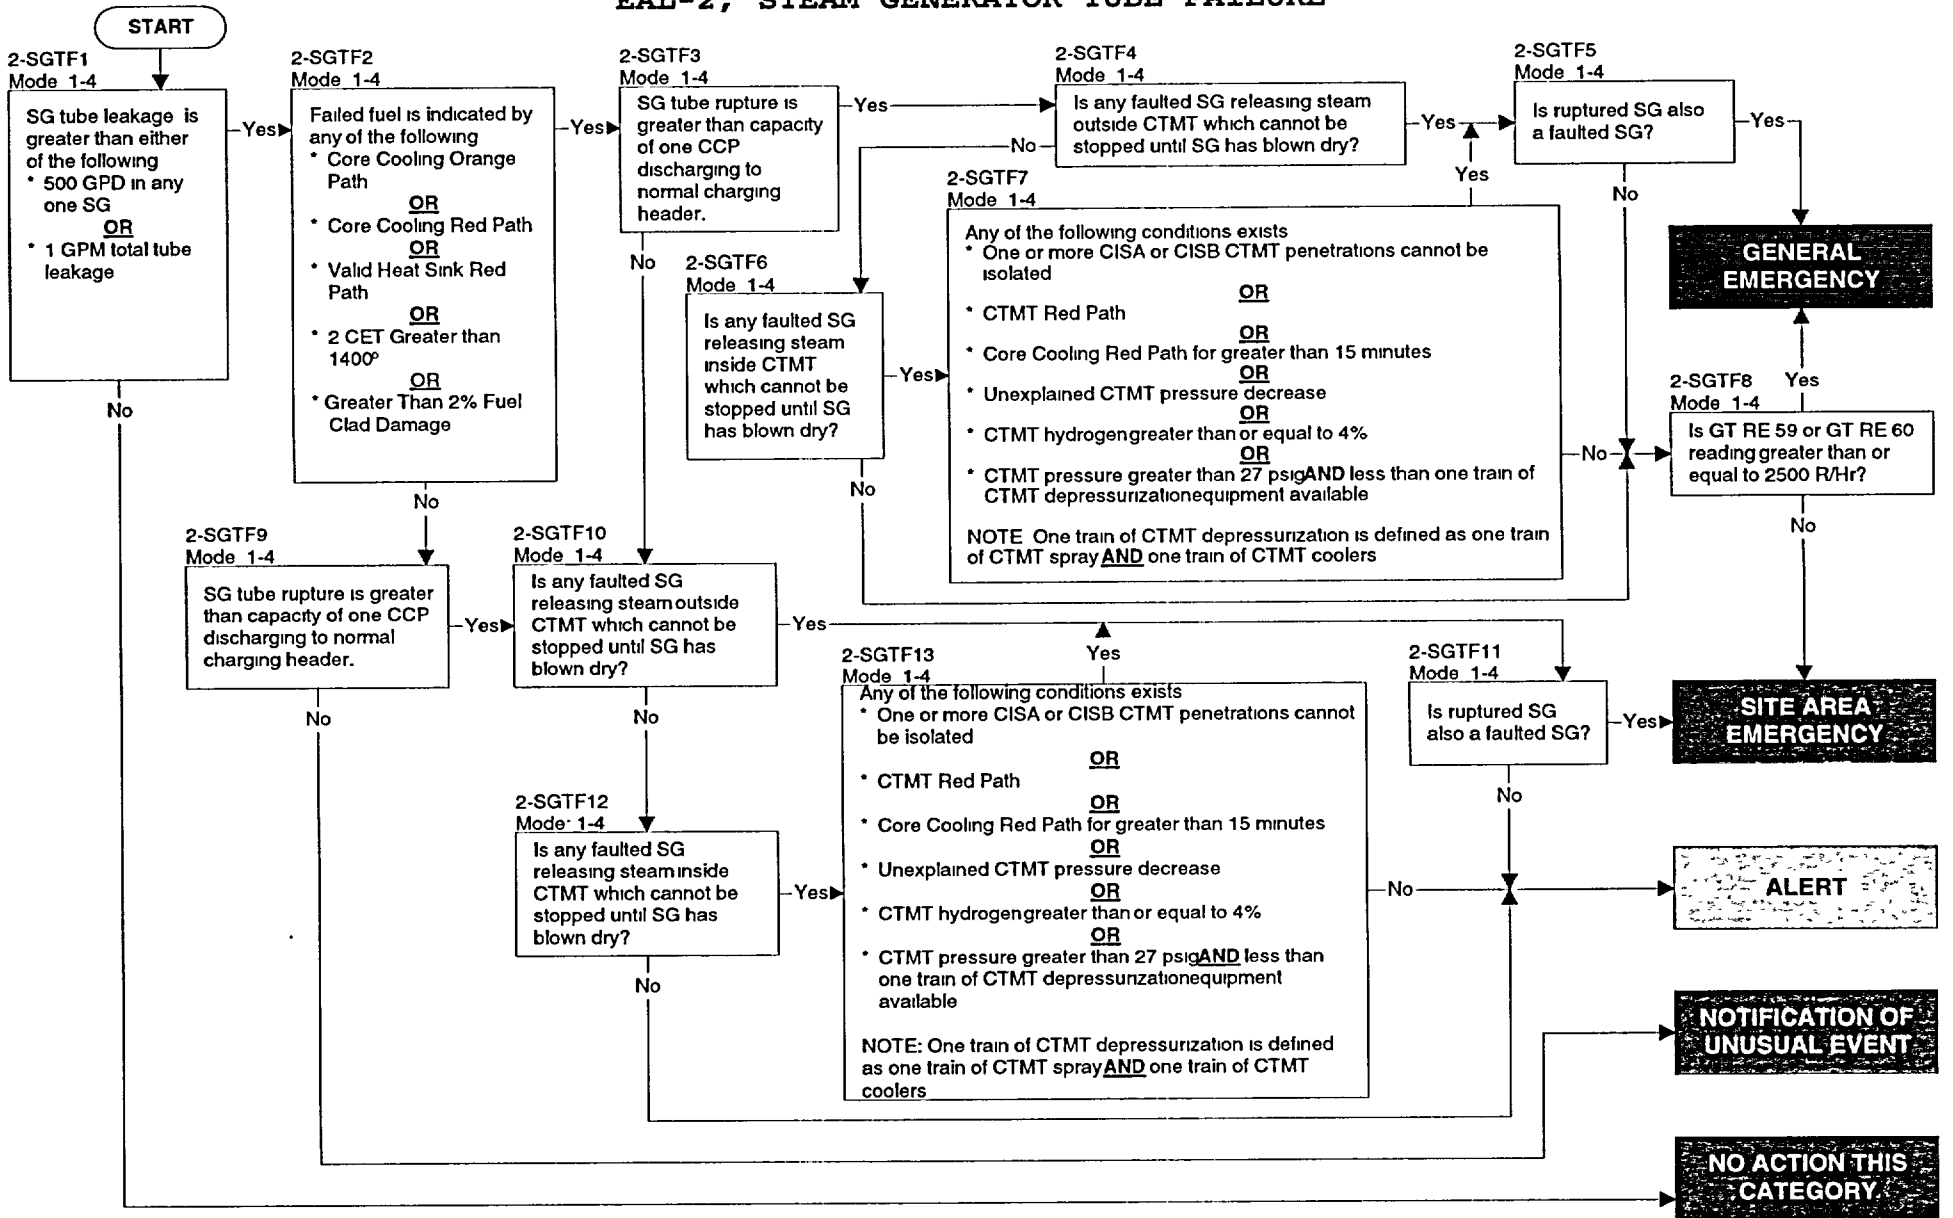 EAL-2, STEAM GENERATOR TUBE FAILURE
START
2-SGTF1
Mode 1-4
SG tube leakage is
greater than either
of the following
* 500 GPD in any
one SG
OR
* 1 GPM total tube
leakage
Yes
No
2-SGTF2
Mode 1-4
Failed fuel is indicated by
any of the following
* Core Cooling Orange
Path
OR
* Core Cooling Red Path
OR
* Valid Heat Sink Red
Path
OR
* 2 CET Greater than
1400º
OR
* Greater Than 2% Fuel
Clad Damage
Yes
No
2-SGTF3
Mode 1-4
SG tube rupture is
greater than capacity
of one CCP
discharging to
normal charging
header.
Yes
No
2-SGTF4
Mode 1-4
Is any faulted SG releasing steam
outside CTMT which cannot be
stopped until SG has blown dry?
Yes
No
2-SGTF5
Mode 1-4
Is ruptured SG also
a faulted SG?
Yes
No
GENERAL
EMERGENCY
2-SGTF6
Mode 1-4
Is any faulted SG
releasing steam
inside CTMT
which cannot be
stopped until SG
has blown dry?
Yes
No
2-SGTF7
Mode 1-4
Yes
Any of the following conditions exists
* One or more CISA or CISB CTMT penetrations cannot be
isolated
OR
* CTMT Red Path
OR
* Core Cooling Red Path for greater than 15 minutes
OR
* Unexplained CTMT pressure decrease
OR
* CTMT hydrogen greater than or equal to 4%
OR
* CTMT pressure greater than 27 psig AND less than one train of
CTMT depressurization equipment available
NOTE One train of CTMT depressurization is defined as one train
of CTMT spray AND one train of CTMT coolers
No
2-SGTF8
Mode 1-4
Yes
Is GT RE 59 or GT RE 60
reading greater than or
equal to 2500 R/Hr?
No
2-SGTF9
Mode 1-4
SG tube rupture is greater
than capacity of one CCP
discharging to normal
charging header.
Yes
No
2-SGTF10
Mode 1-4
Is any faulted SG
releasing steam outside
CTMT which cannot be
stopped until SG has
blown dry?
Yes
No
2-SGTF11
Mode 1-4
Is ruptured SG
also a faulted SG?
Yes
No
SITE AREA
EMERGENCY
2-SGTF12
Mode 1-4
Is any faulted SG
releasing steam inside
CTMT which cannot be
stopped until SG has
blown dry?
Yes
No
2-SGTF13
Mode 1-4
Yes
Any of the following conditions exists
* One or more CISA or CISB CTMT penetrations cannot
be isolated
OR
* CTMT Red Path
OR
* Core Cooling Red Path for greater than 15 minutes
OR
* Unexplained CTMT pressure decrease
OR
* CTMT hydrogen greater than or equal to 4%
OR
* CTMT pressure greater than 27 psig AND less than
one train of CTMT depressurization equipment
available
NOTE: One train of CTMT depressurization is defined
as one train of CTMT spray AND one train of CTMT
coolers
No
ALERT
NOTIFICATION OF
UNUSUAL EVENT
NO ACTION THIS
CATEGORY